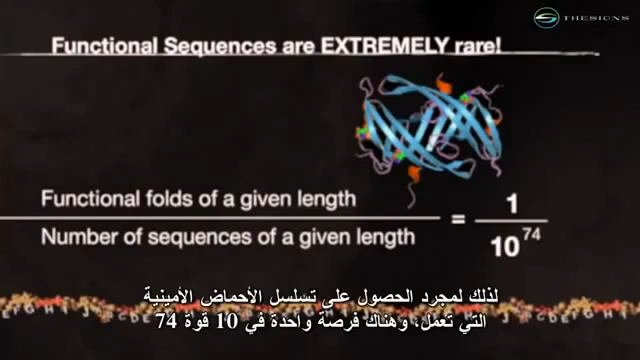 THESIGNS
Functional Sequences are EXTREMELY rare!
Functional folds of a given length
Number of sequences of a given length
= 1
10^74
لذلك لمجرد الحصول على تسلسل الأحماض الأمينية
التي تعمل، وهناك فرصة واحدة في 10 قوة 74